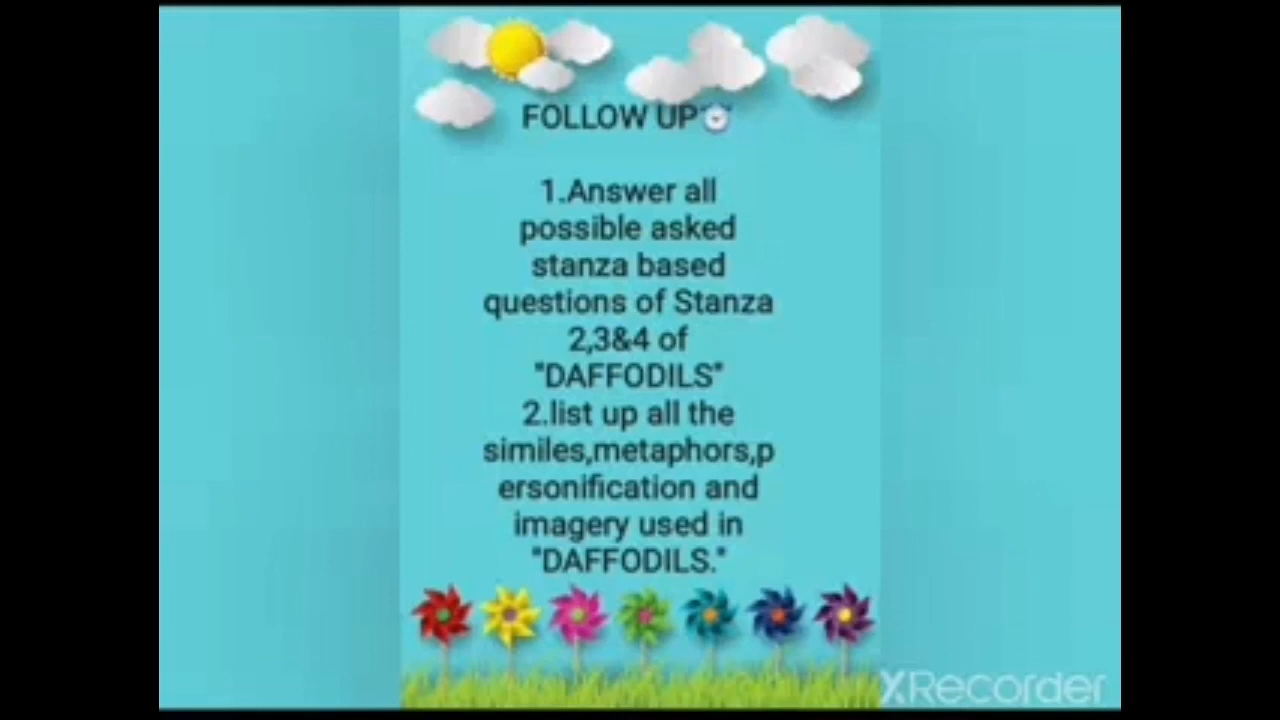 FOLLOW UP
1.Answer all
possible asked
stanza based
questions of Stanza
2,3&4 of
"DAFFODILS"
2.list up all the
similes,metaphors,p
ersonification and
imagery used in
"DAFFODILS."
XRecorder